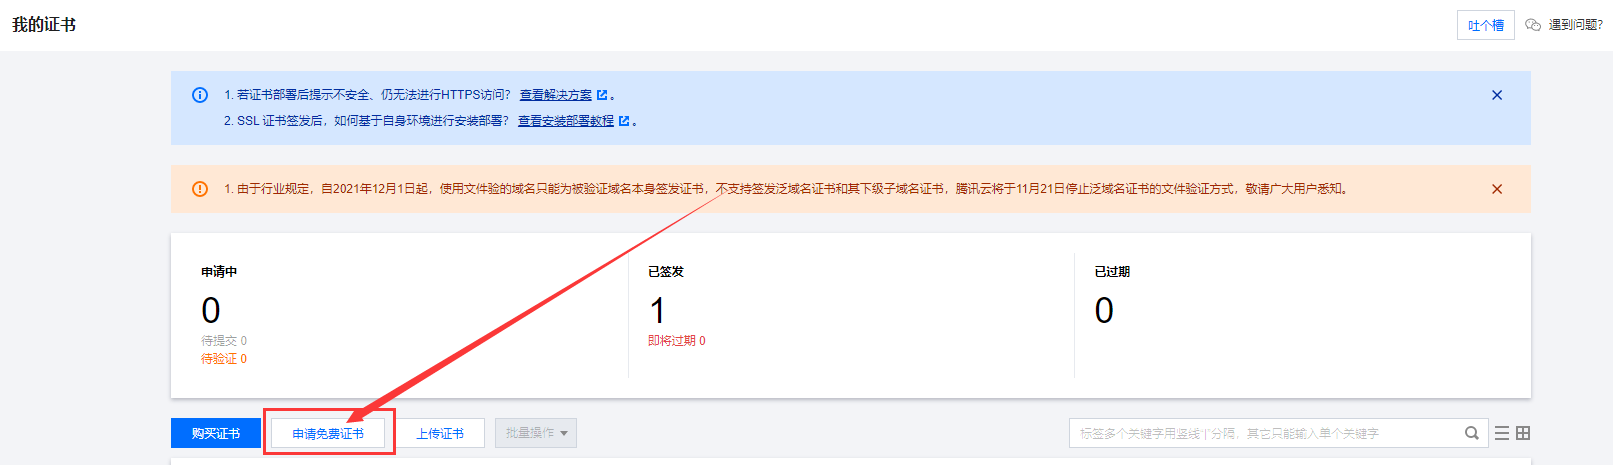 我的证书
吐个槽
遇到问题?
1. 若证书部署后提示不安全、仍无法进行HTTPS访问? 查看解决方案。
2. SSL 证书签发后，如何基于自身环境进行安装部署? 查看安装部署教程。
1. 由于行业规定，自2021年12月1日起，使用文件验的域名只能为被验证域名本身签发证书，不支持签发泛域名证书和其下级子域名证书，腾讯云将于11月21日停止泛域名证书的文件验证方式，敬请广大用户悉知。
申请中
0
待提交 0
待验证 0
已签发
1
即将过期 0
已过期
0
购买证书
申请免费证书
上传证书
批量操作
标签多个关键字用竖线"|"分隔，其它只能输入单个关键字